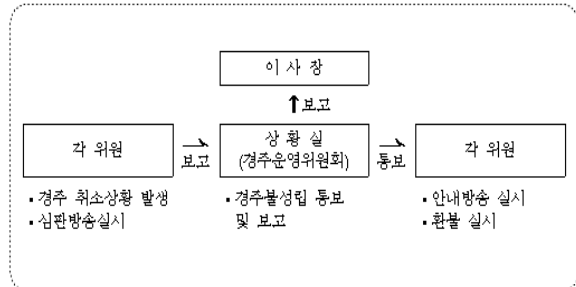 이 사 장
↑보고
각 위원
→
보고
상 황 실
(경주운영위원회)
→
통보
각 위원
▪ 경주 취소상황 발생
▪ 심판방송실시
▪ 경주불성립 통보
및 보고
▪ 안내방송 실시
▪ 환불 실시